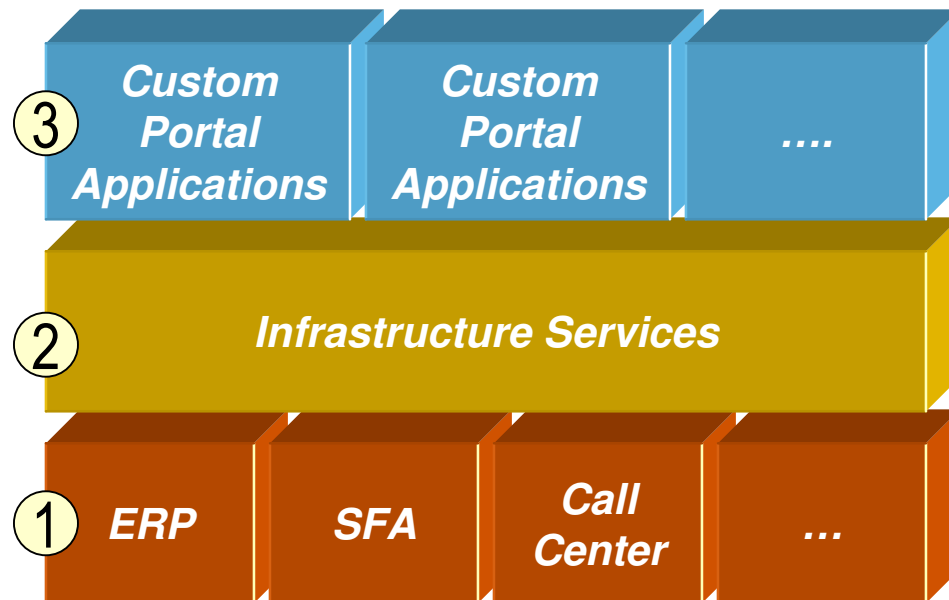 3
Custom
Portal
Applications
Custom
Portal
Applications
....
2
Infrastructure Services
1
ERP
SFA
Call
Center
...